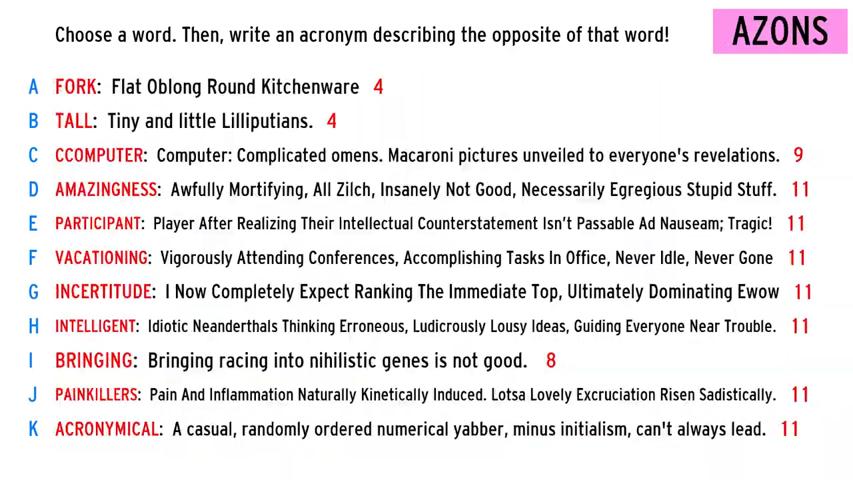 Choose a word. Then, write an acronym describing the opposite of that word!
AZONS
A FORK: Flat Oblong Round Kitchenware 4
B TALL: Tiny and little Lilliputians. 4
C CCOMPUTER: Computer: Complicated omens. Macaroni pictures unveiled to everyone's revelations. 9
D AMAZINGNESS: Awfully Mortifying, All Zilch, Insanely Not Good, Necessarily Egregious Stupid Stuff. 11
E PARTICIPANT: Player After Realizing Their Intellectual Counterstatement Isn't Passable Ad Nauseam; Tragic! 11
F VACATIONING: Vigorously Attending Conferences, Accomplishing Tasks In Office, Never Idle, Never Gone 11
G INCERTITUDE: I Now Completely Expect Ranking The Immediate Top, Ultimately Dominating Ewow 11
H INTELLIGENT: Idiotic Neanderthals Thinking Erroneous, Ludicrously Lousy Ideas, Guiding Everyone Near Trouble. 11
I BRINGING: Bringing racing into nihilistic genes is not good. 8
J PAINKILLERS: Pain And Inflammation Naturally Kinetically Induced. Lotsa Lovely Excruciation Risen Sadistically. 11
K ACRONYMICAL: A casual, randomly ordered numerical yabber, minus initialism, can't always lead. 11